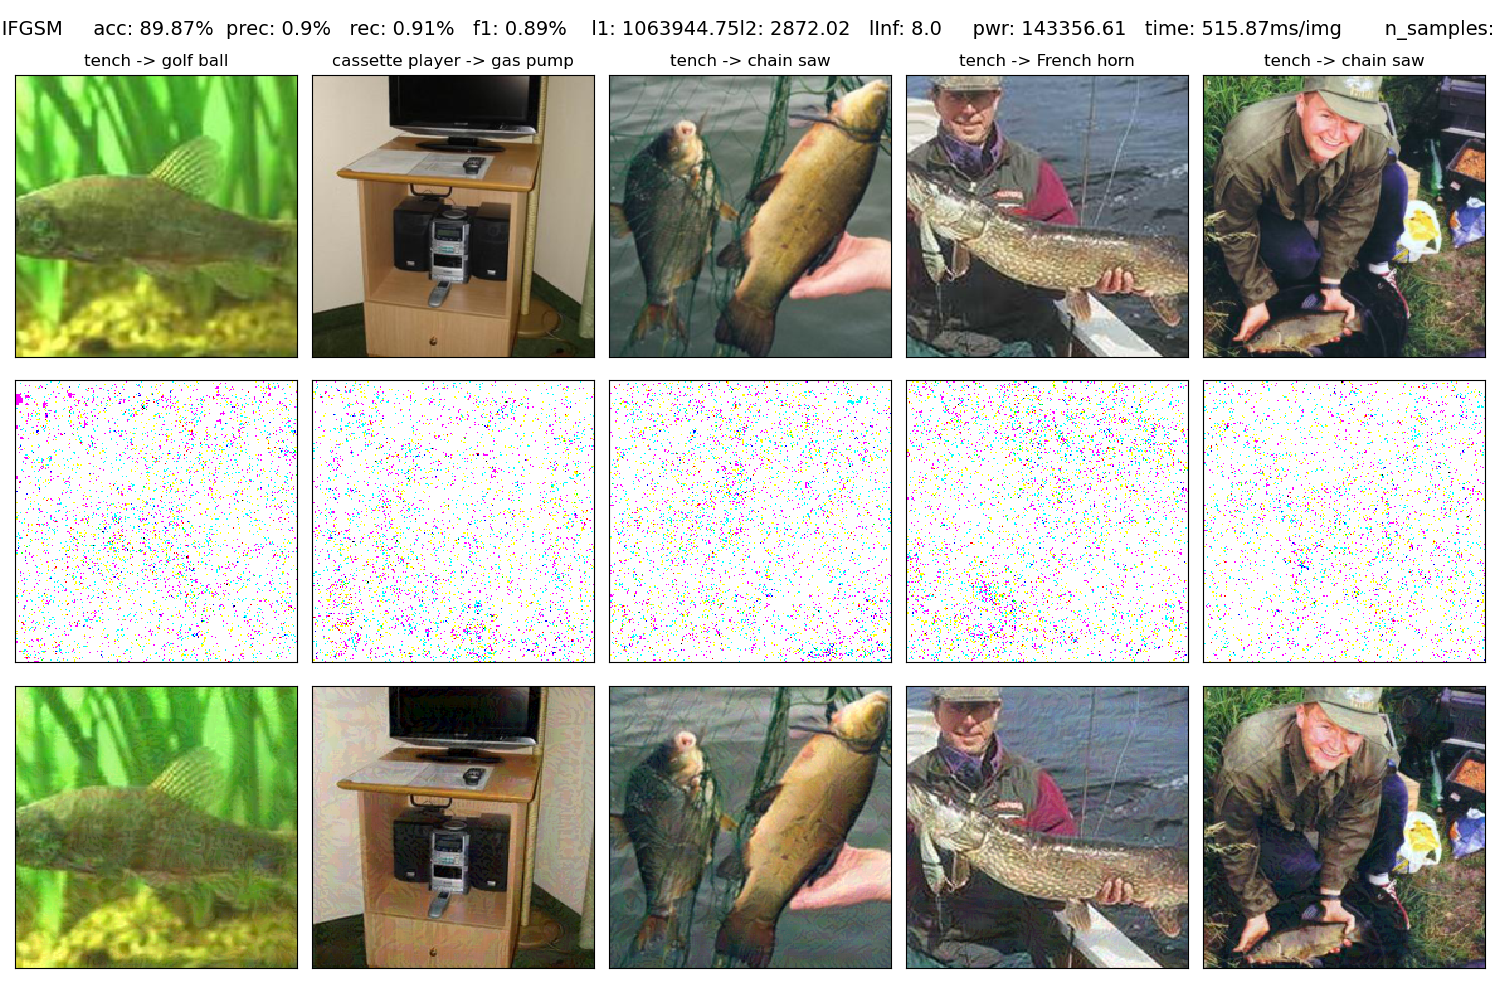 IFGSM acc: 89.87% prec: 0.9% rec: 0.91% f1: 0.89% l1: 1063944.75l2: 2872.02 lInf: 8.0 pwr: 143356.61 time: 515.87ms/img n_samples:
tench -> golf ball
cassette player -> gas pump
tench -> chain saw
tench -> French horn
tench -> chain saw